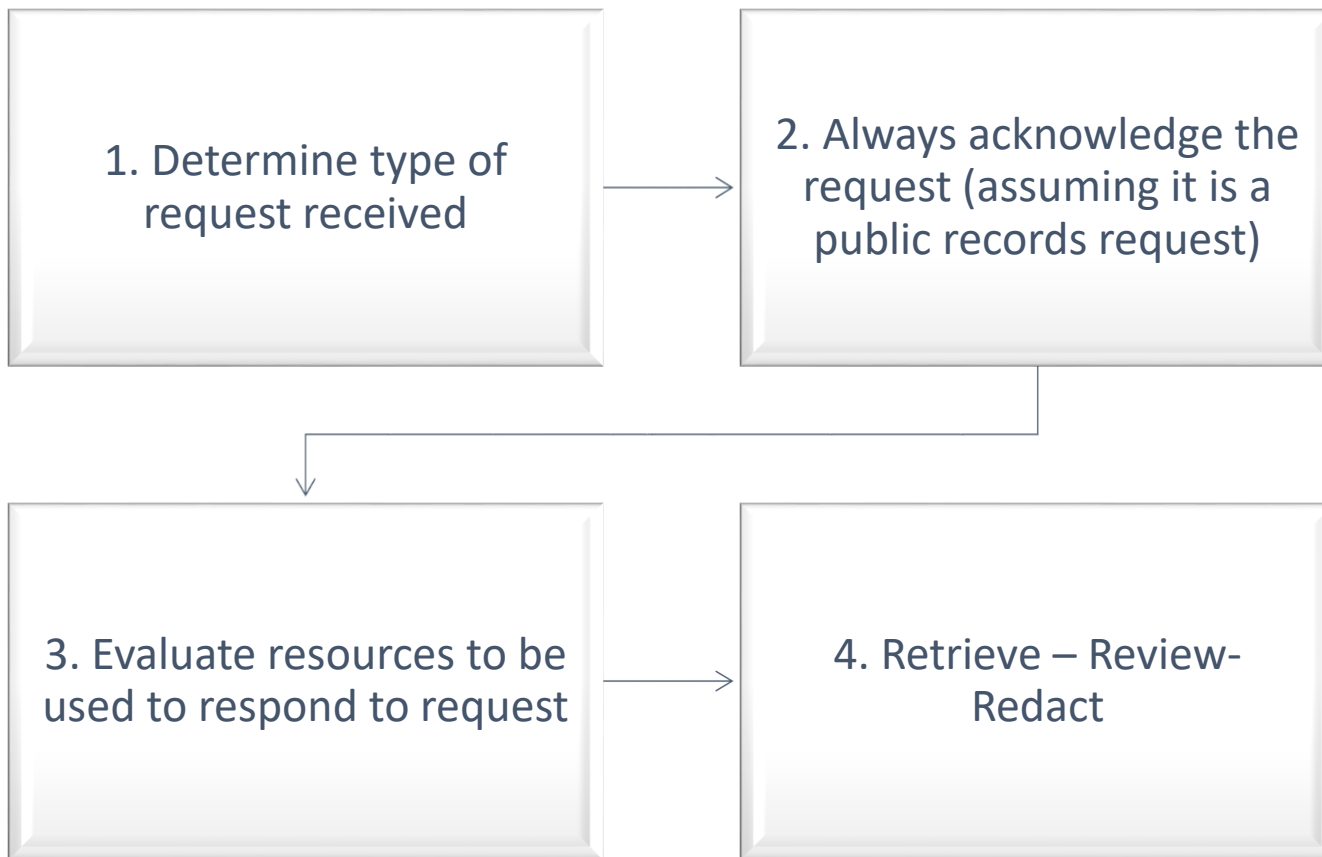 1. Determine type of
request received
2. Always acknowledge the
request (assuming it is a
public records request)
3. Evaluate resources to be
used to respond to request
4. Retrieve – Review-
Redact